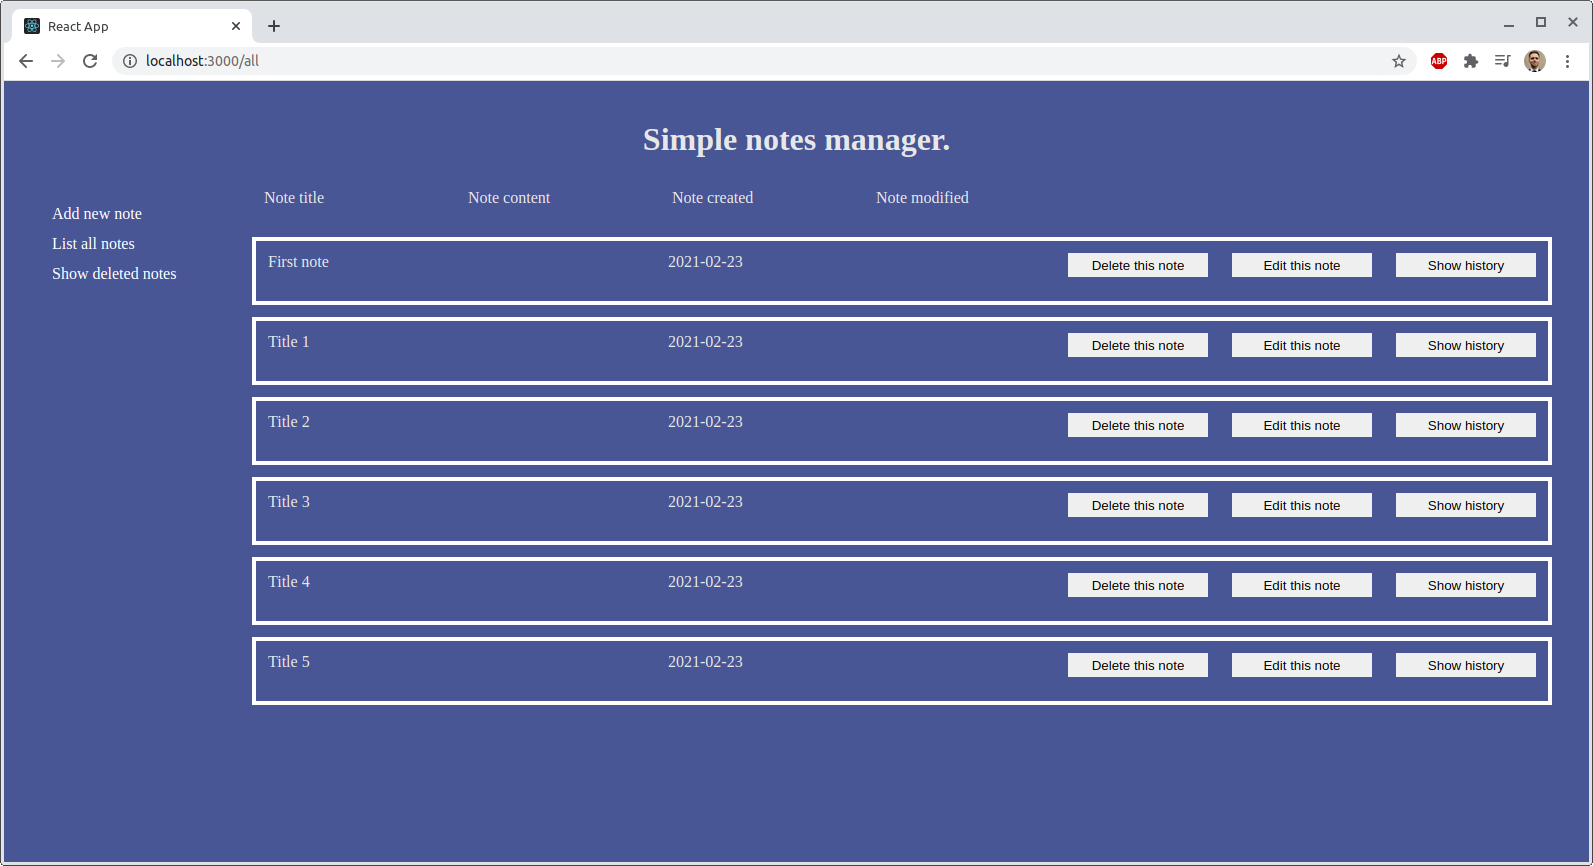 React App
localhost:3000/all
ABP
Simple notes manager.
Note title Note content Note created Note modified
Add new note
List all notes
Show deleted notes
First note 2021-02-23 Delete this note Edit this note Show history
Title 1 2021-02-23 Delete this note Edit this note Show history
Title 2 2021-02-23 Delete this note Edit this note Show history
Title 3 2021-02-23 Delete this note Edit this note Show history
Title 4 2021-02-23 Delete this note Edit this note Show history
Title 5 2021-02-23 Delete this note Edit this note Show history